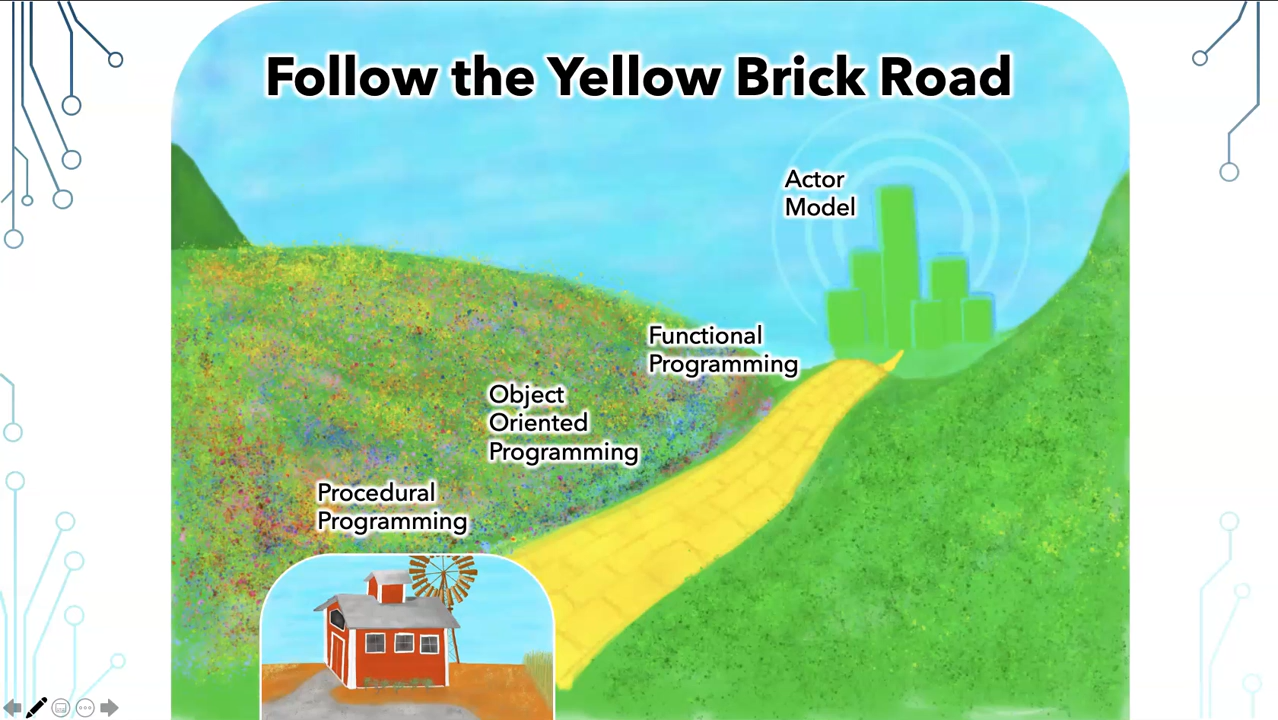 Follow the Yellow Brick Road
Actor
Model
Functional
Programming
Object
Oriented
Programming
Procedural
Programming